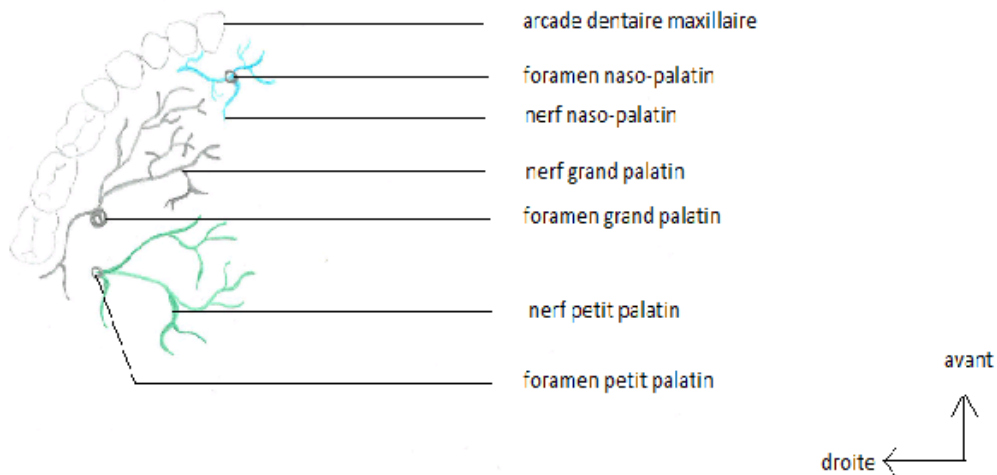 arcade dentaire maxillaire
foramen naso-palatin
nerf naso-palatin
nerf grand palatin
foramen grand palatin
nerf petit palatin
foramen petit palatin
avant
droite